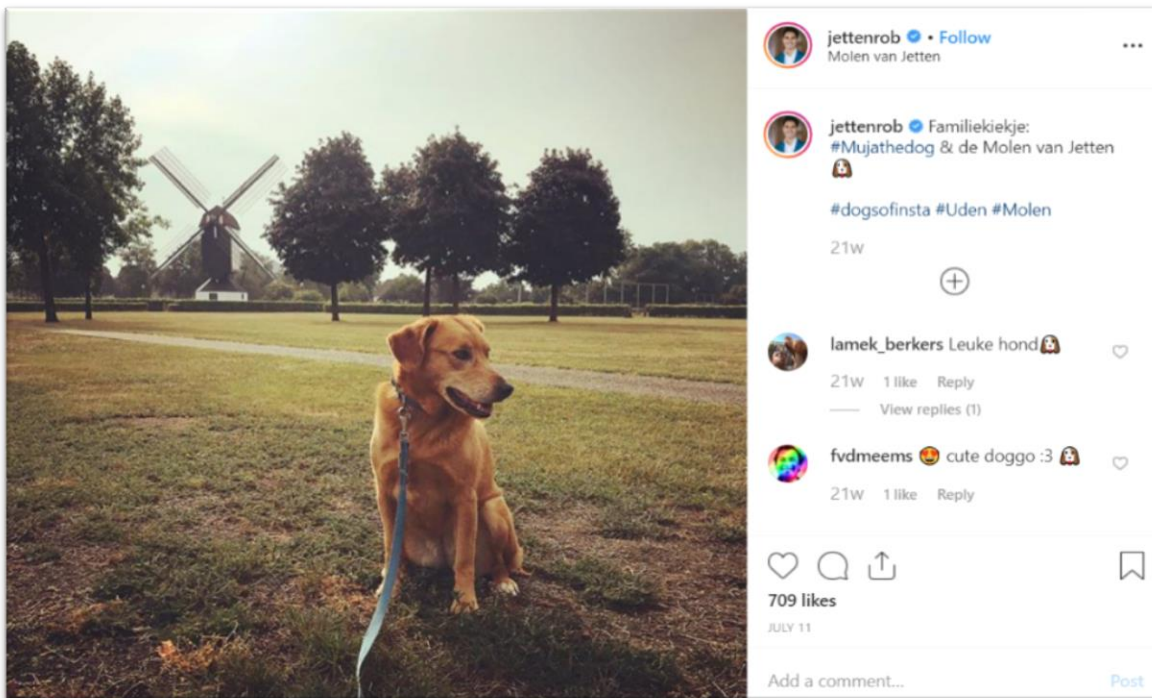 jettenrob • Follow
Molen van Jetten
jettenrob Familiekiekje:
#Mujathedog & de Molen van Jetten
#dogsofinsta #Uden #Molen
21w
lamek_berkers Leuke hond
21w 1 like Reply
View replies (1)
fvdmeems 😍 cute doggo :3
21w 1 like Reply
709 likes
JULY 11
Add a comment... Post